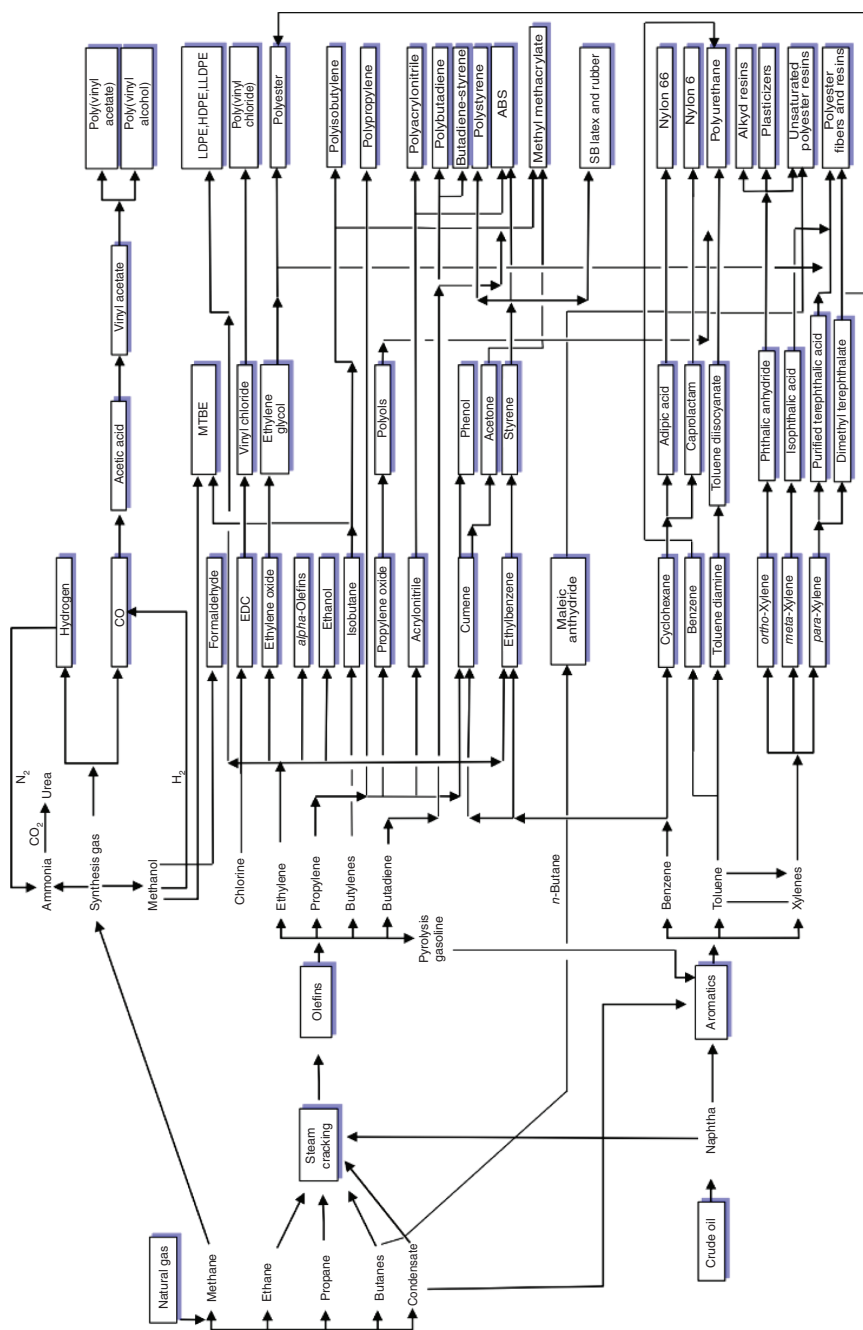 Natural gas
Methane
Ethane
Propane
Butanes
Condensate
Crude oil
Naphtha
Steam
cracking
Olefins
Aromatics
N2
CO2
Ammonia
Urea
Synthesis gas
H2
Methanol
Chlorine
Ethylene
Propylene
Butylenes
Butadiene
Pyrolysis
gasoline
n-Butane
Benzene
Toluene
Xylenes
Hydrogen
CO
Formaldehyde
EDC
Ethylene oxide
alpha-Olefins
Ethanol
Isobutane
Propylene oxide
Acrylonitrile
Cumene
Ethylbenzene
Maleic
anhydride
Cyclohexane
Benzene
Toluene diamine
ortho-Xylene
meta-Xylene
para-Xylene
Acetic acid
Vinyl acetate
MTBE
Vinyl chloride
Ethylene
glycol
Polyols
Phenol
Acetone
Styrene
Adipic acid
Caprolactam
Toluene diisocyanate
Phthalic anhydride
Isophthalic acid
Purified terephthalic acid
Dimethyl terephthalate
Poly(vinyl
acetate)
Poly(vinyl
alcohol)
LDPE,HDPE,LLDPE
Poly(vinyl
chloride)
Polyester
Polyisobutylene
Polypropylene
Polyacrylonitrile
Polybutadiene
Butadiene-styrene
Polystyrene
ABS
Methyl methacrylate
SB latex and rubber
Nylon 66
Nylon 6
Polyurethane
Alkyd resins
Plasticizers
Unsaturated
polyester resins
Polyester
fibers and resins